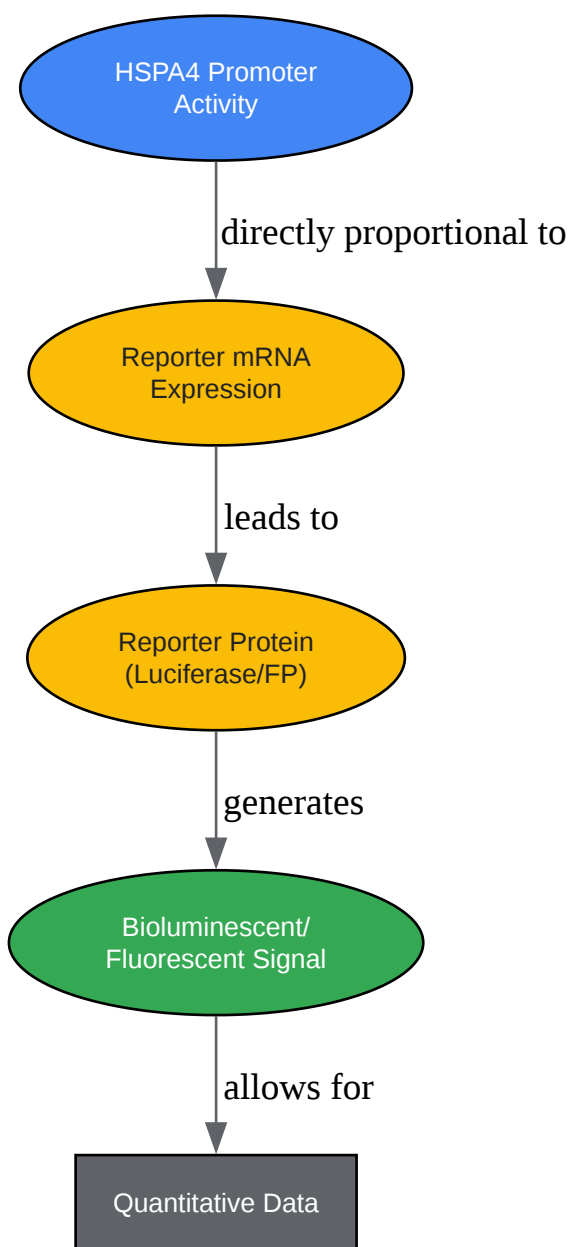 HSPA4 Promoter
Activity
directly proportional to
Reporter mRNA
Expression
leads to
Reporter Protein
(Luciferase/FP)
generates
Bioluminescent/
Fluorescent Signal
allows for
Quantitative Data